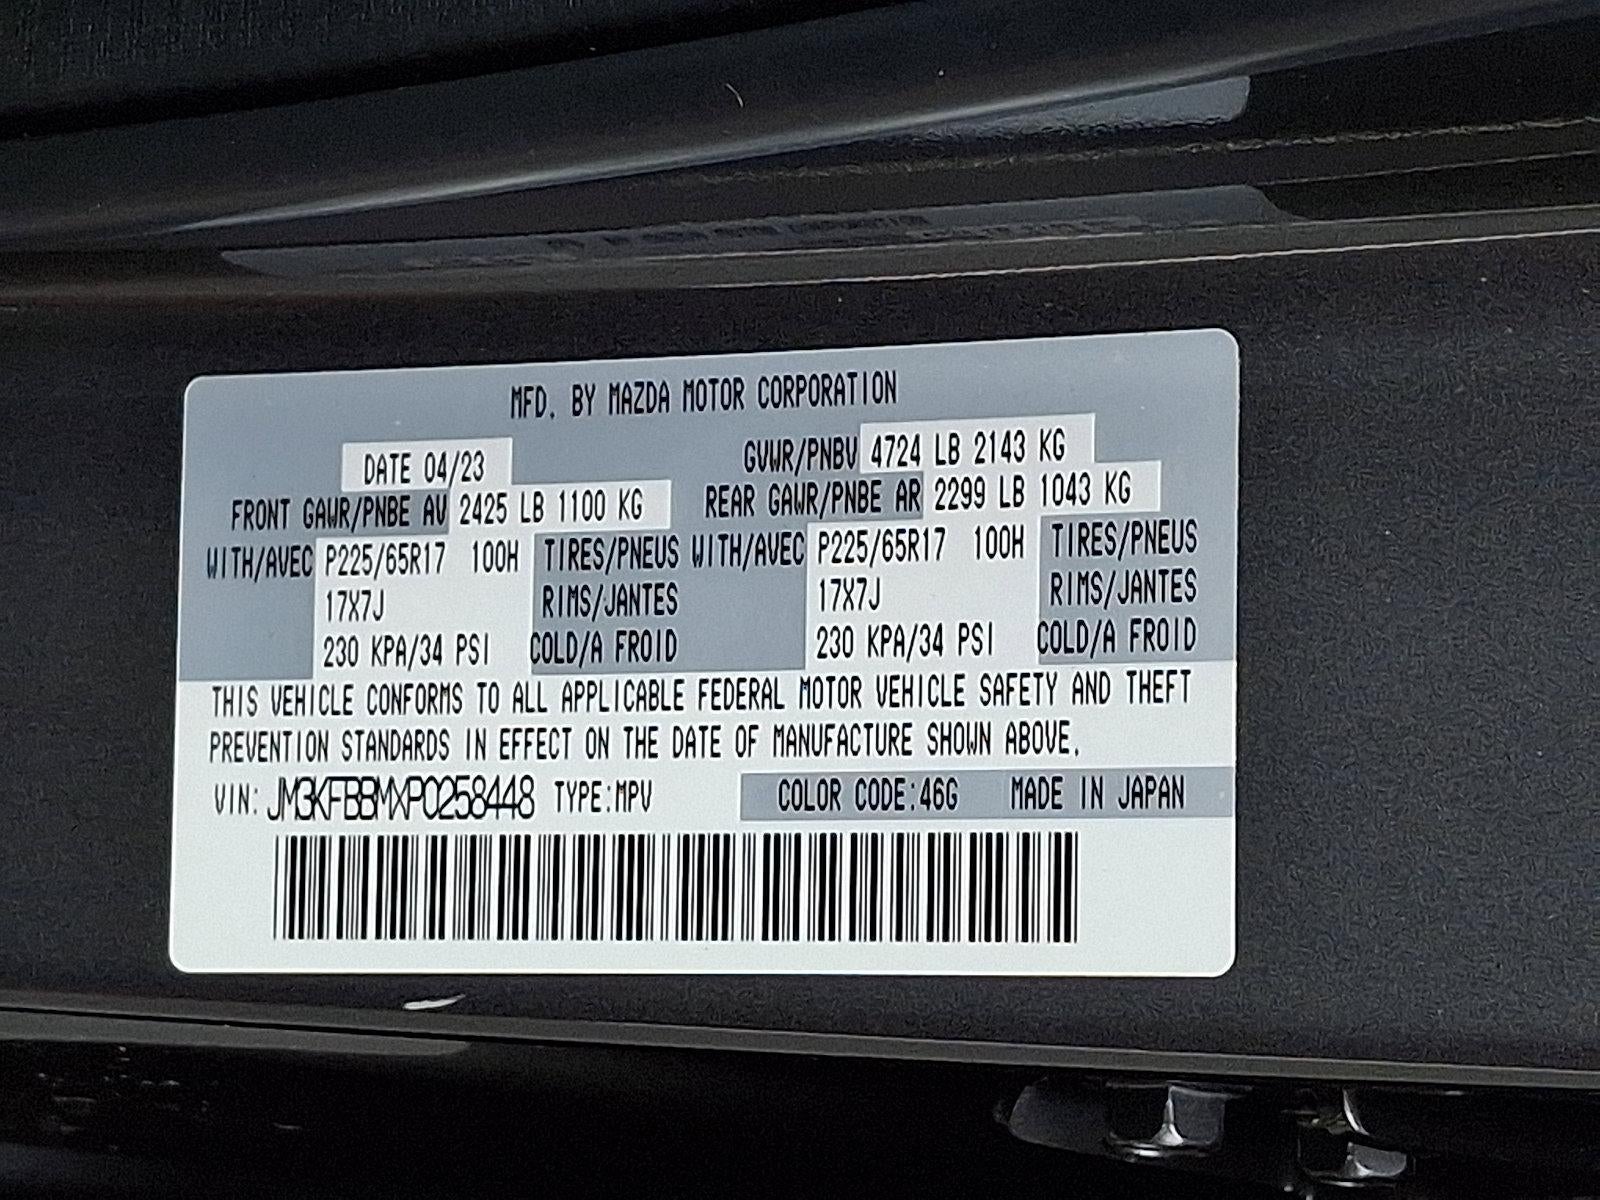 MFD. BY MAZDA MOTOR CORPORATION
DATE 04/23 GVWR/PNBV 4724 LB 2143 KG
FRONT GAWR/PNBE AV 2425 LB 1100 KG REAR GAWR/PNBE AR 2299 LB 1043 KG
WITH/AVEC P225/65R17 100H TIRES/PNEUS WITH/AVEC P225/65R17 100H TIRES/PNEUS
17X7J RIMS/JANTES 17X7J RIMS/JANTES
230 KPA/34 PSI COLD/A FROID 230 KPA/34 PSI COLD/A FROID
THIS VEHICLE CONFORMS TO ALL APPLICABLE FEDERAL MOTOR VEHICLE SAFETY AND THEFT
PREVENTION STANDARDS IN EFFECT ON THE DATE OF MANUFACTURE SHOWN ABOVE.
VIN: JM3KFBBMXP0258448 TYPE:MPV COLOR CODE:46G MADE IN JAPAN